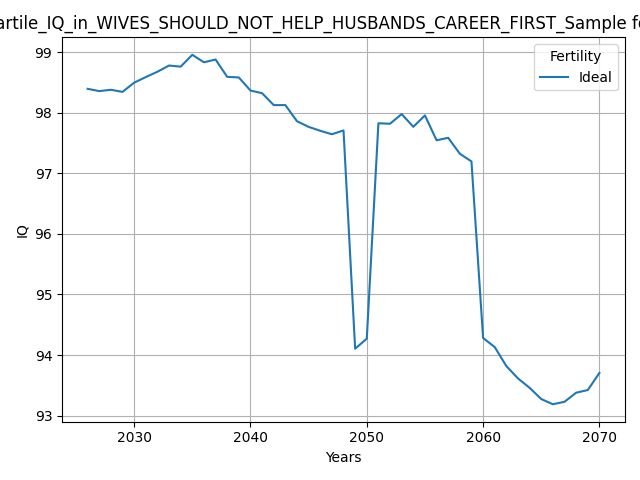 artile_IQ_in_WIVES_SHOULD_NOT_HELP_HUSBANDS_CAREER_FIRST_Sample fo
Fertility
Ideal
99
98
97
96
95
94
93
IQ
2030 2040 2050 2060 2070
Years